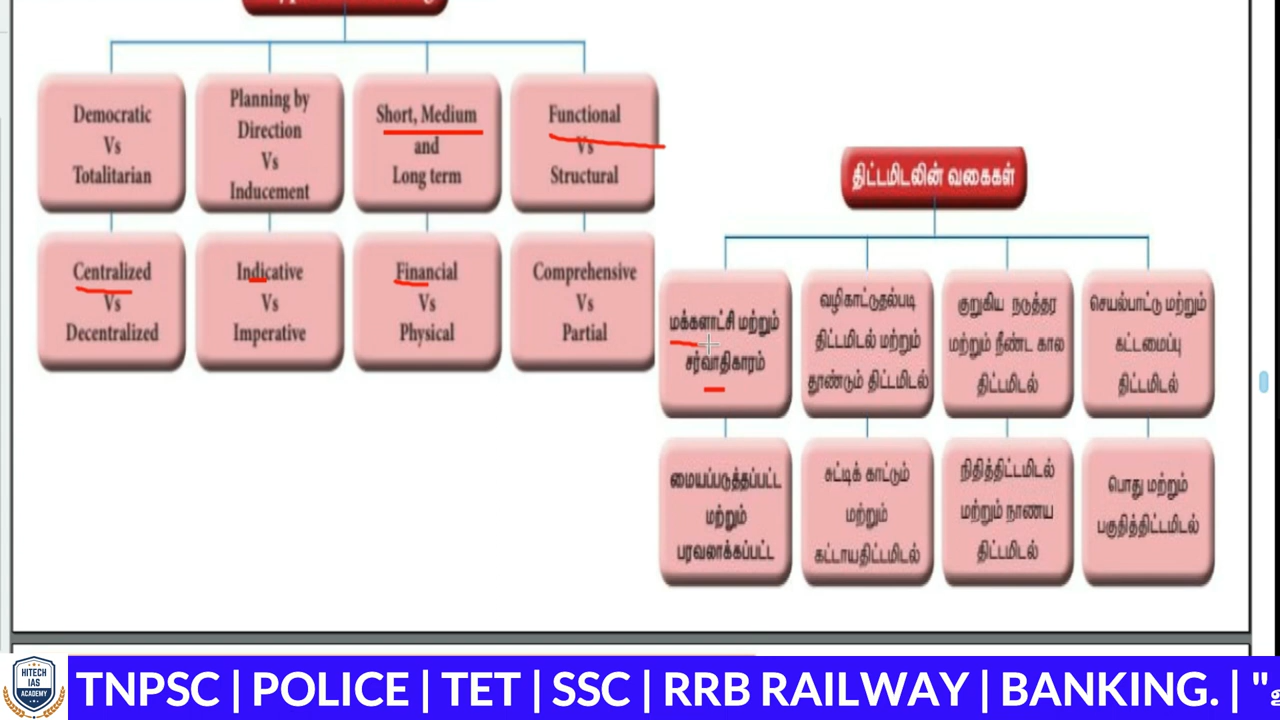 Democratic
Vs
Totalitarian
Planning by
Direction
Vs
Inducement
Short, Medium
and
Long term
Functional
Vs
Structural
Centralized
Vs
Decentralized
Indicative
Vs
Imperative
Financial
Vs
Physical
Comprehensive
Vs
Partial
திட்டமிடலின் வகைகள்
மக்களாட்சி மற்றும்
சர்வாதிகாரம்
வழிகாட்டுதல்படி
திட்டமிடல் மற்றும்
தூண்டும் திட்டமிடல்
குறுகிய நடுத்தர
மற்றும் நீண்ட கால
திட்டமிடல்
செயல்பாட்டு மற்றும்
கட்டமைப்பு
திட்டமிடல்
மையப்படுத்தப்பட்ட
மற்றும்
பரவலாக்கப்பட்ட
சுட்டிக் காட்டும்
மற்றும்
கட்டாயதிட்டமிடல்
நிதித்திட்டமிடல்
மற்றும் நாணய
திட்டமிடல்
பொது மற்றும்
பகுதித்திட்டமிடல்
HITECH
IAS
ACADEMY
TNPSC | POLICE | TET | SSC | RRB RAILWAY | BANKING. | "